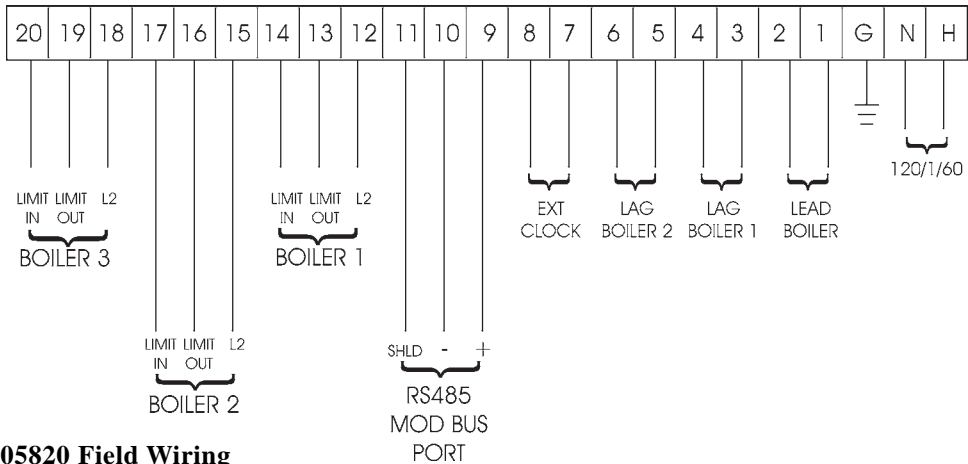 20 19 18 17 16 15 14 13 12 11 10 9 8 7 6 5 4 3 2 1 G N H
120/1/60
LIMIT LIMIT L2
IN OUT
BOILER 3
LIMIT LIMIT L2
IN OUT
BOILER 1
EXT
CLOCK
LAG
BOILER 2
LAG
BOILER 1
LEAD
BOILER
LIMIT LIMIT L2
IN OUT
BOILER 2
SHLD - +
RS485
MOD BUS
PORT
05820 Field Wiring